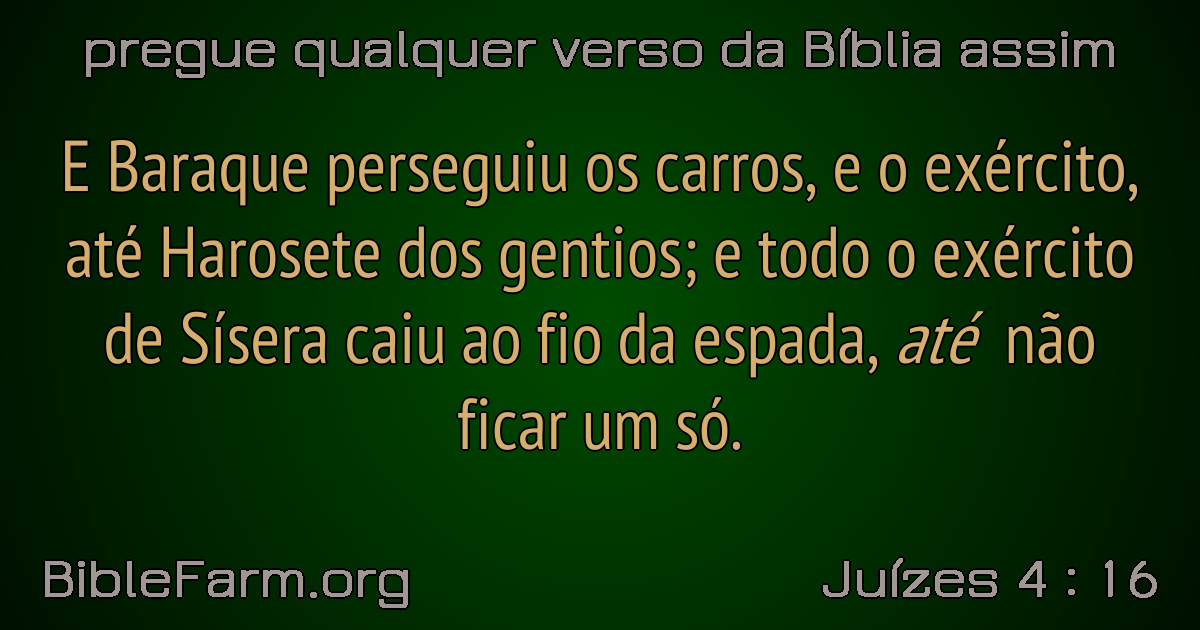 pregue qualquer verso da Bíblia assim
E Baraque perseguiu os carros, e o exército,
até Harosete dos gentios; e todo o exército
de Sísera caiu ao fio da espada, até não
ficar um só.
BibleFarm.org
Juízes 4 : 16